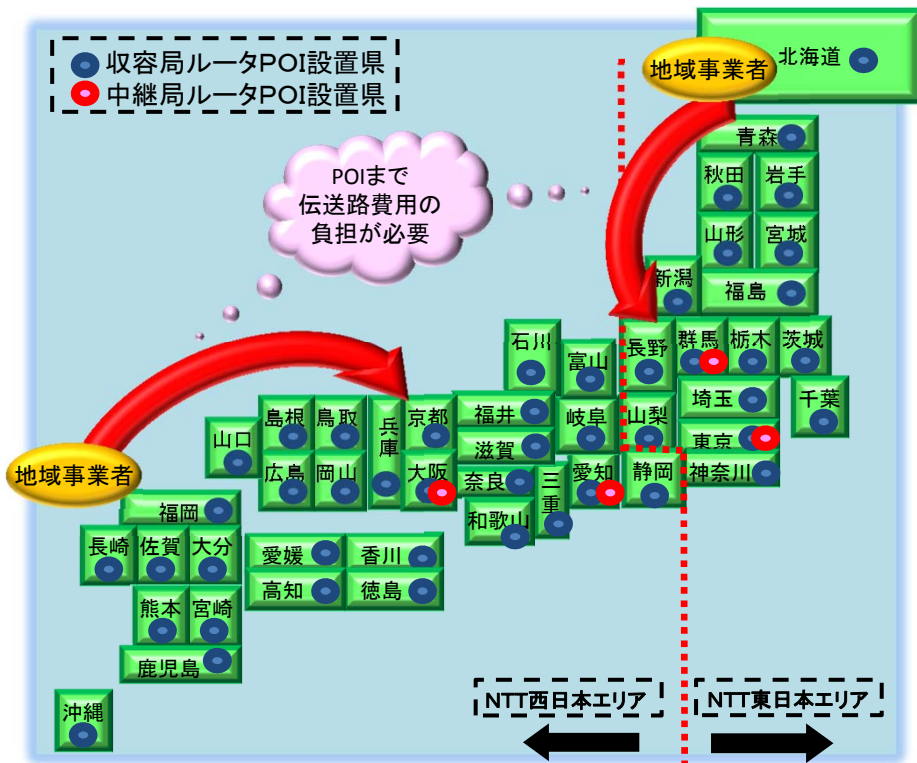 収容局ルータPOI設置県
中継局ルータPOI設置県
地域事業者
北海道
POIまで
伝送路費用の
負担が必要
青森
秋田
岩手
山形
宮城
新潟
福島
石川
富山
長野
群馬
栃木
茨城
埼玉
千葉
島根
鳥取
兵庫
京都
福井
岐阜
山梨
東京
山口
滋賀
広島
岡山
大阪
奈良
三重
愛知
静岡
神奈川
地域事業者
和歌山
福岡
長崎
佐賀
大分
愛媛
香川
高知
徳島
熊本
宮崎
鹿児島
沖縄
NTT西日本エリア
NTT東日本エリア